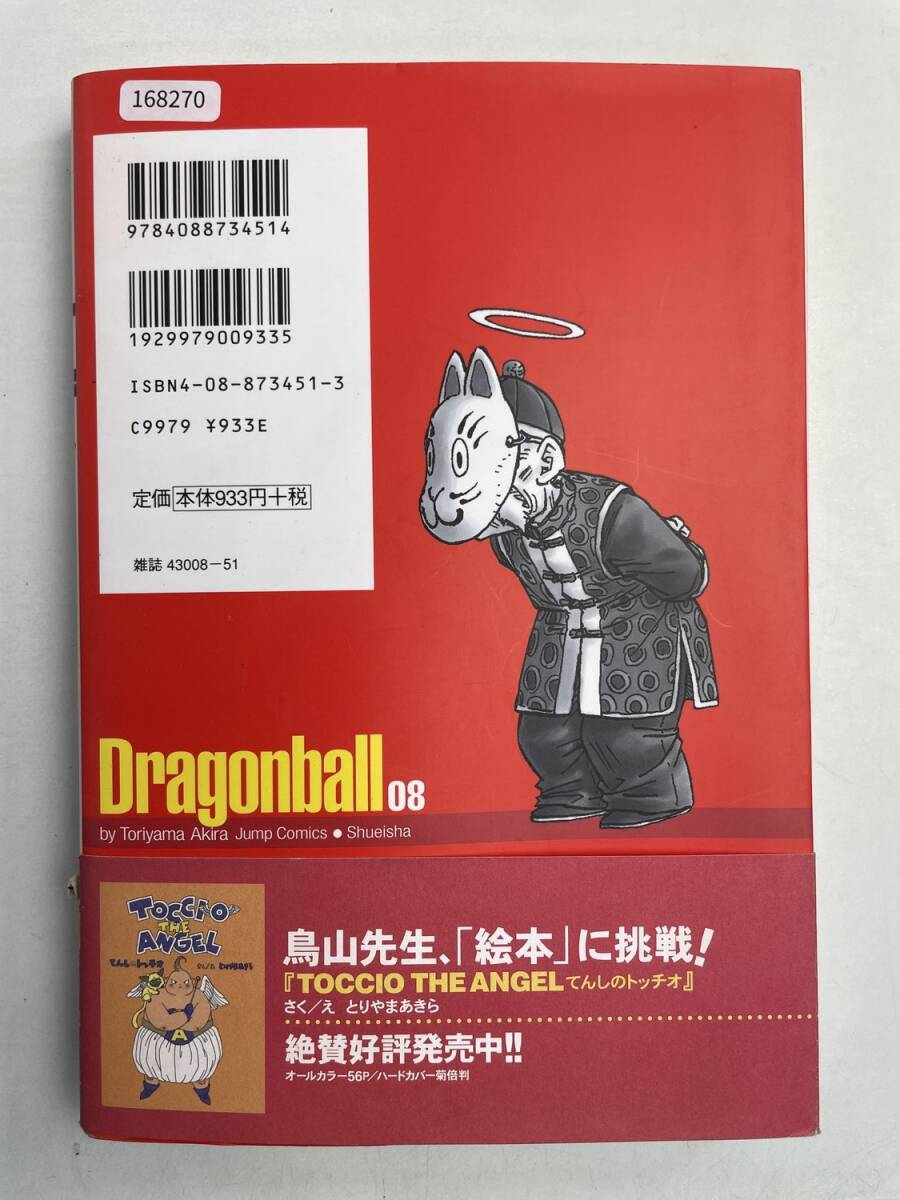 168270
9784088734514
1929979009335
ISBN4-08-873451-3
C9979 ¥933E
定価 本体933円+税
雑誌 43008-51
Dragonball 08
by Toriyama Akira Jump Comics ● Shueisha
TOCCIO
THE
ANGEL
てんしのトッチオ
A
鳥山先生、「絵本」に挑戦!
『TOCCIO THE ANGELてんしのトッチオ』
さく/え とりやまあきら
絶賛好評発売中!!
オールカラー56P/ハードカバー菊倍判